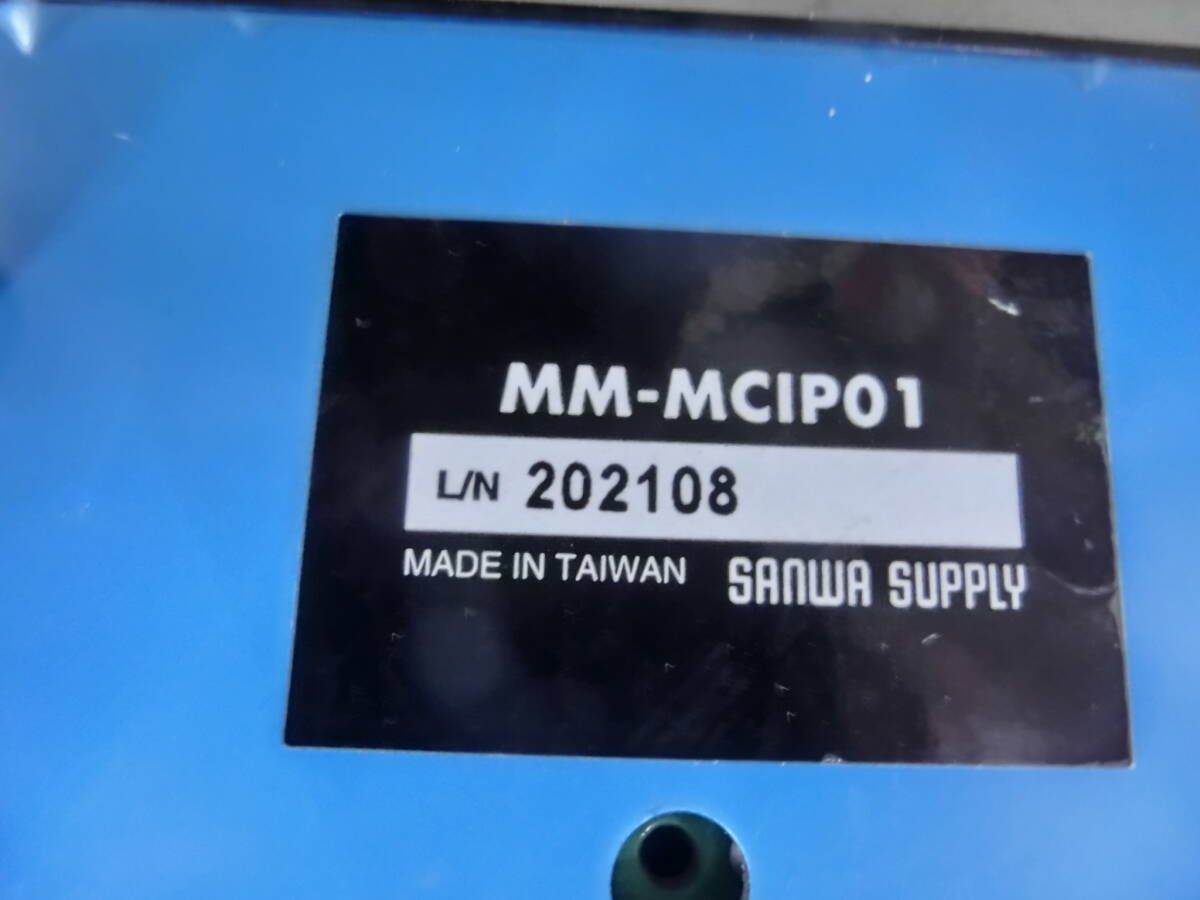 MM-MCIP01
L/N 202108
MADE IN TAIWAN SANWA SUPPLY